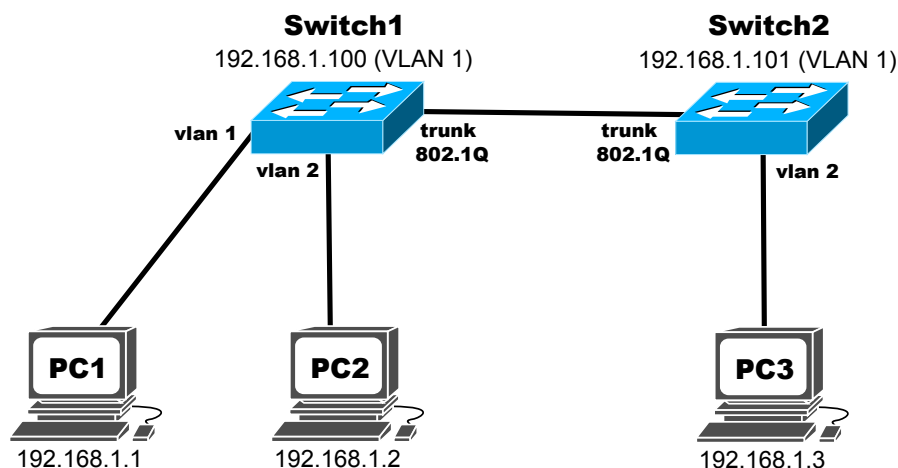 Switch1
192.168.1.100 (VLAN 1)
Switch2
192.168.1.101 (VLAN 1)
vlan 1
vlan 2
trunk
802.1Q
trunk
802.1Q
vlan 2
PC1
PC2
PC3
192.168.1.1
192.168.1.2
192.168.1.3